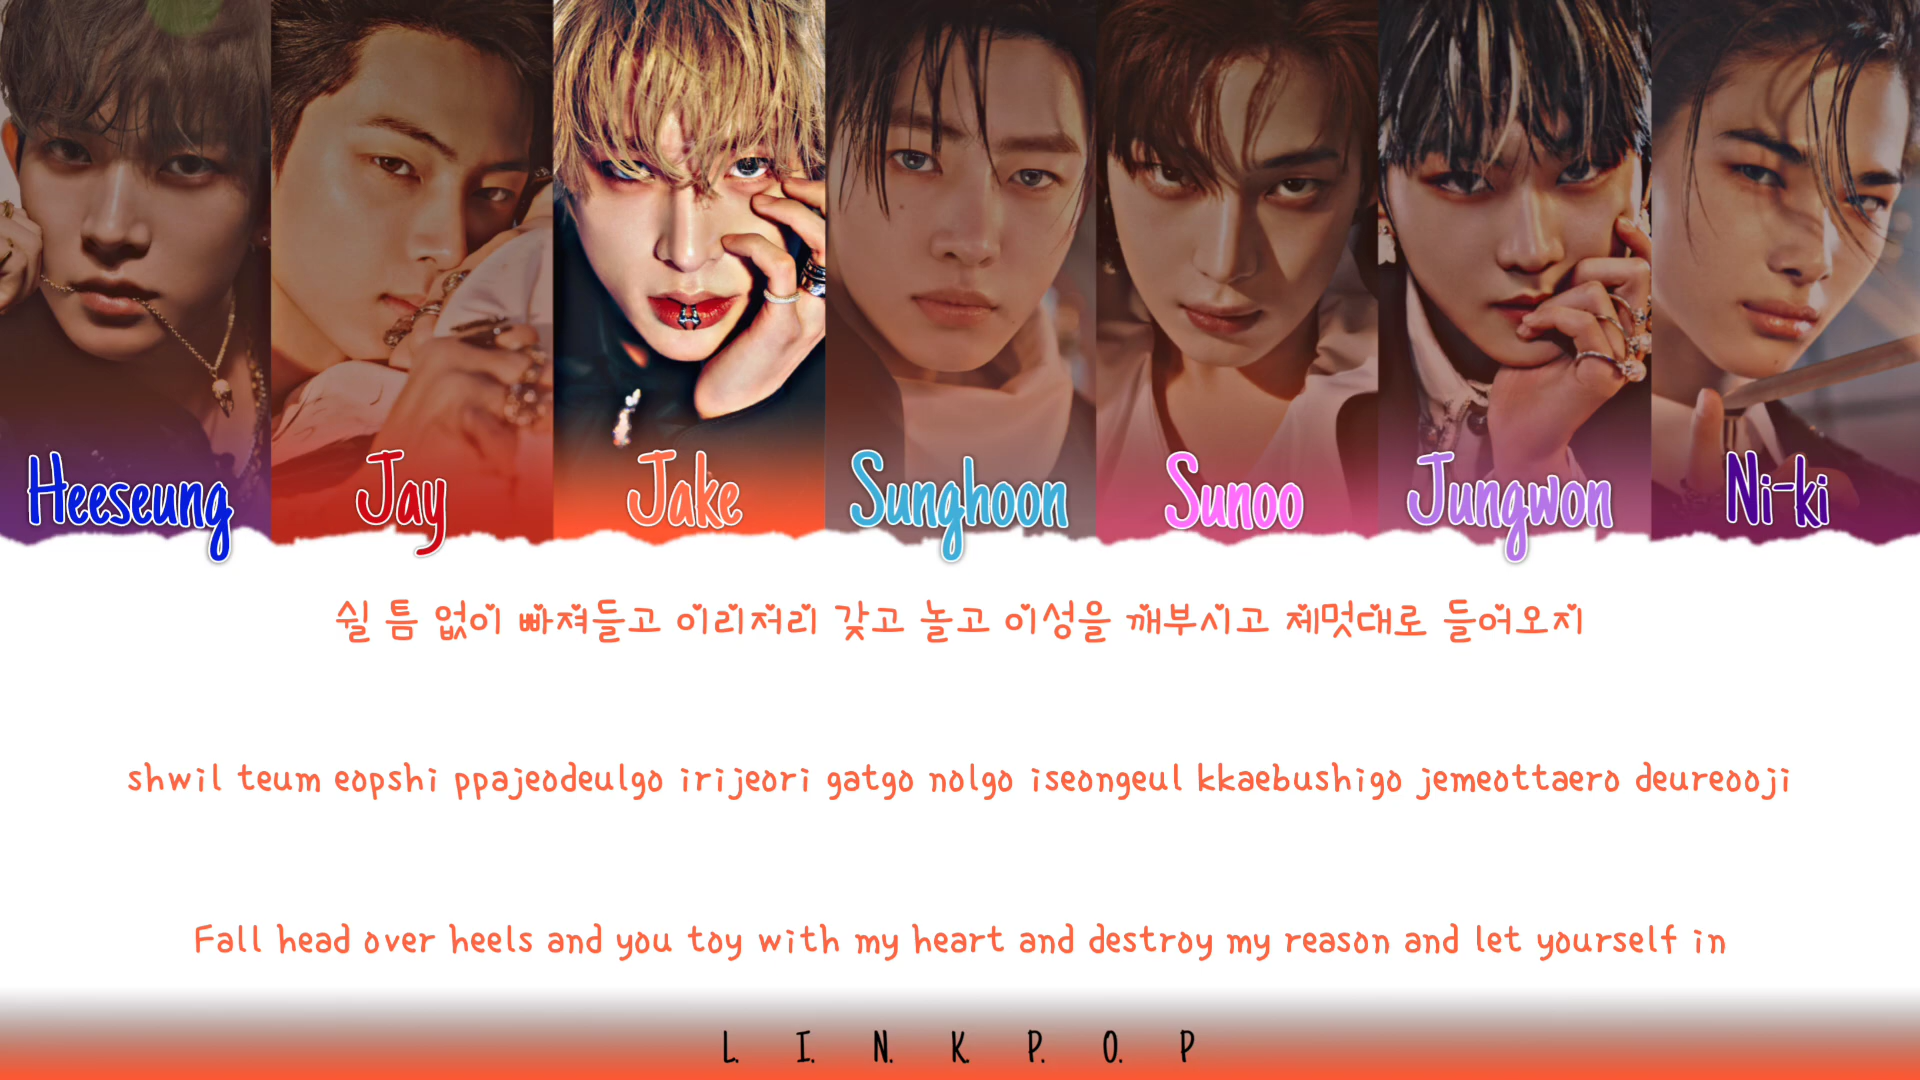 Heeseung Jay Jake Sunghoon Sunoo Jungwon Ni-ki
쉴 틈 없이 빠져들고 이리저리 갖고 놀고 이성을 깨부시고 제멋대로 들어오지
shwil teum eopshi ppajeodeulgo irijeori gatgo nolgo iseongeul kkaebushigo jemeottaero deureooji
Fall head over heels and you toy with my heart and destroy my reason and let yourself in
L. I. N. K. P. O. P